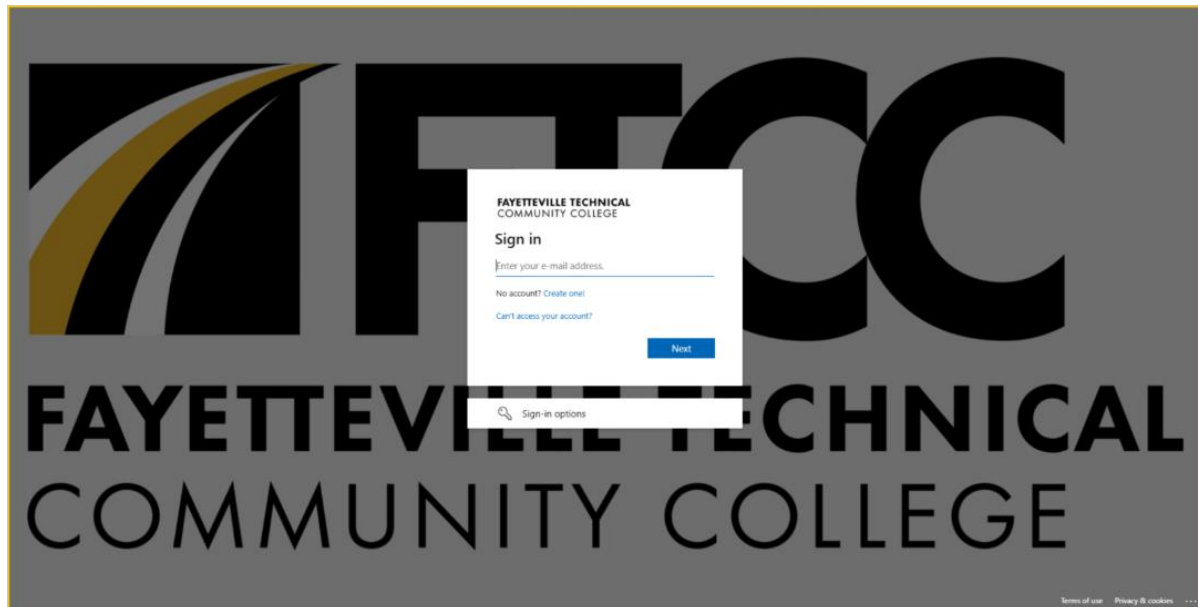 FTCC
FAYETTEVILLE TECHNICAL
COMMUNITY COLLEGE
Sign in
Enter your e-mail address.
No account? Create one!
Can't access your account?
Next
Sign-in options
FAYETTEVILLE TECHNICAL
COMMUNITY COLLEGE
Terms of use Privacy & cookies ...